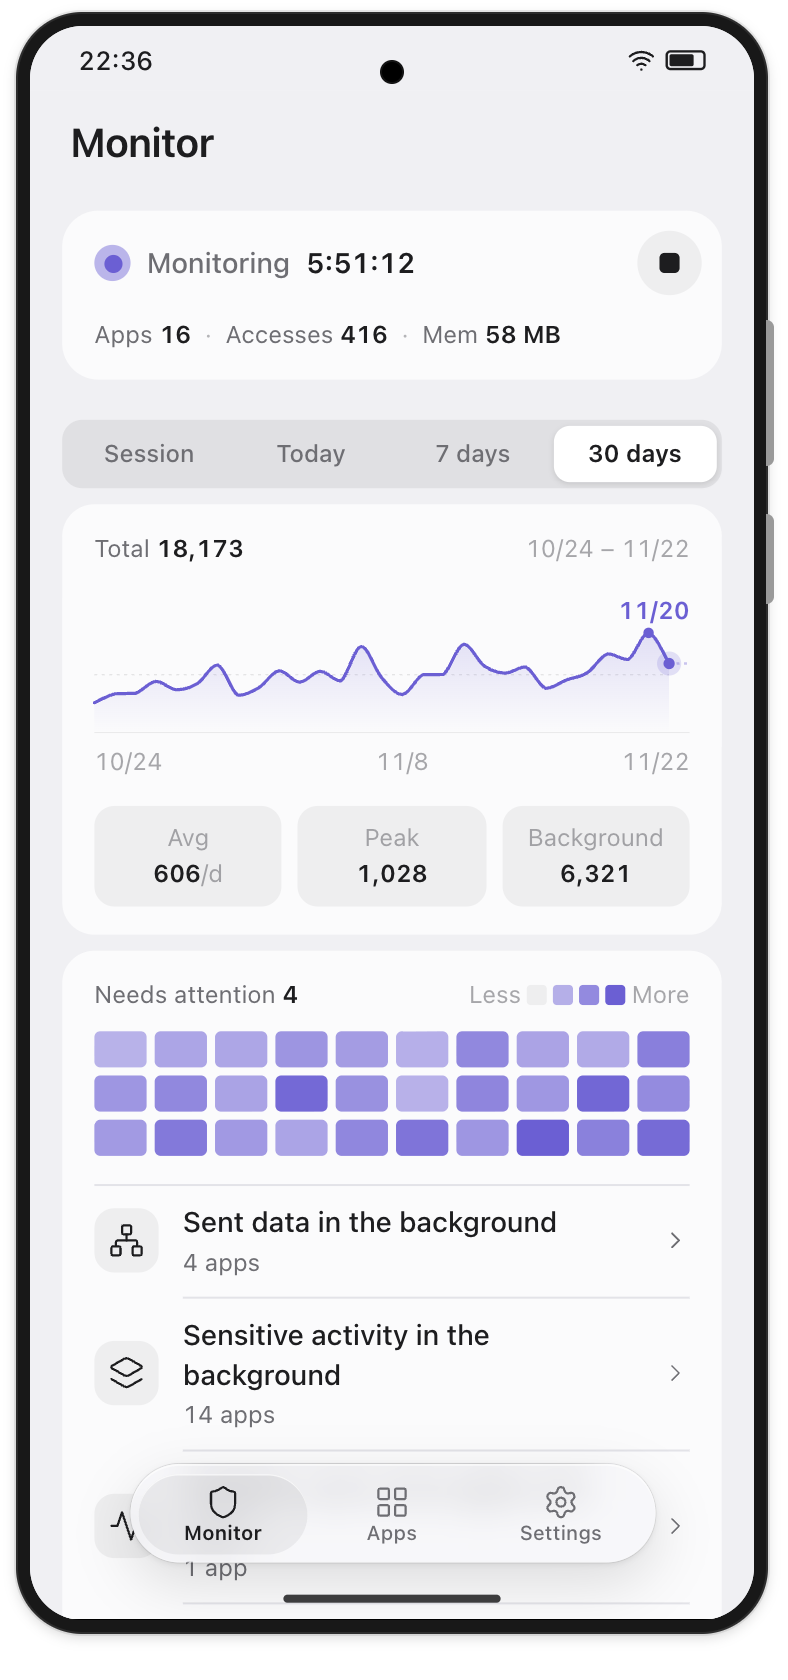 22:36
Monitor
Monitoring 5:51:12
Apps 16 · Accesses 416 · Mem 58 MB
Session Today 7 days 30 days
Total 18,173 10/24 – 11/22
11/20
10/24 11/8 11/22
Avg Peak Background
606/d 1,028 6,321
Needs attention 4 Less More
Sent data in the background
4 apps
Sensitive activity in the
background
14 apps
Monitor Apps Settings
1 app